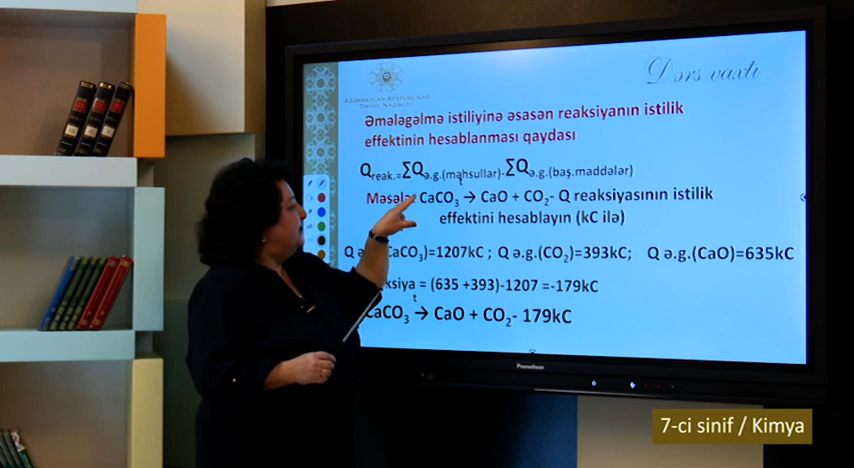 Dərs vaxtı
AZƏRBAYCAN RESPUBLİKASI
TƏHSİL NAZİRLİYİ
Əmələgəlmə istiliyinə əsasən reaksiyanın istilik
effektinin hesablanması qaydası
Qreak.=∑Qə.g.(məhsullar)-∑Qə.g.(baş.maddələr)
t
CaCO₃ → CaO + CO₂- Q reaksiyasının istilik
effektini hesablayın (kC ilə)
Q ə CaCO₃)=1207kC ; Q ə.g.(CO₂)=393kC; Q ə.g.(CaO)=635kC
ksiya = (635 +393)-1207 =-179kC
t
CaCO₃ → CaO + CO₂- 179kC
Promethean
7-ci sinif / Kimya